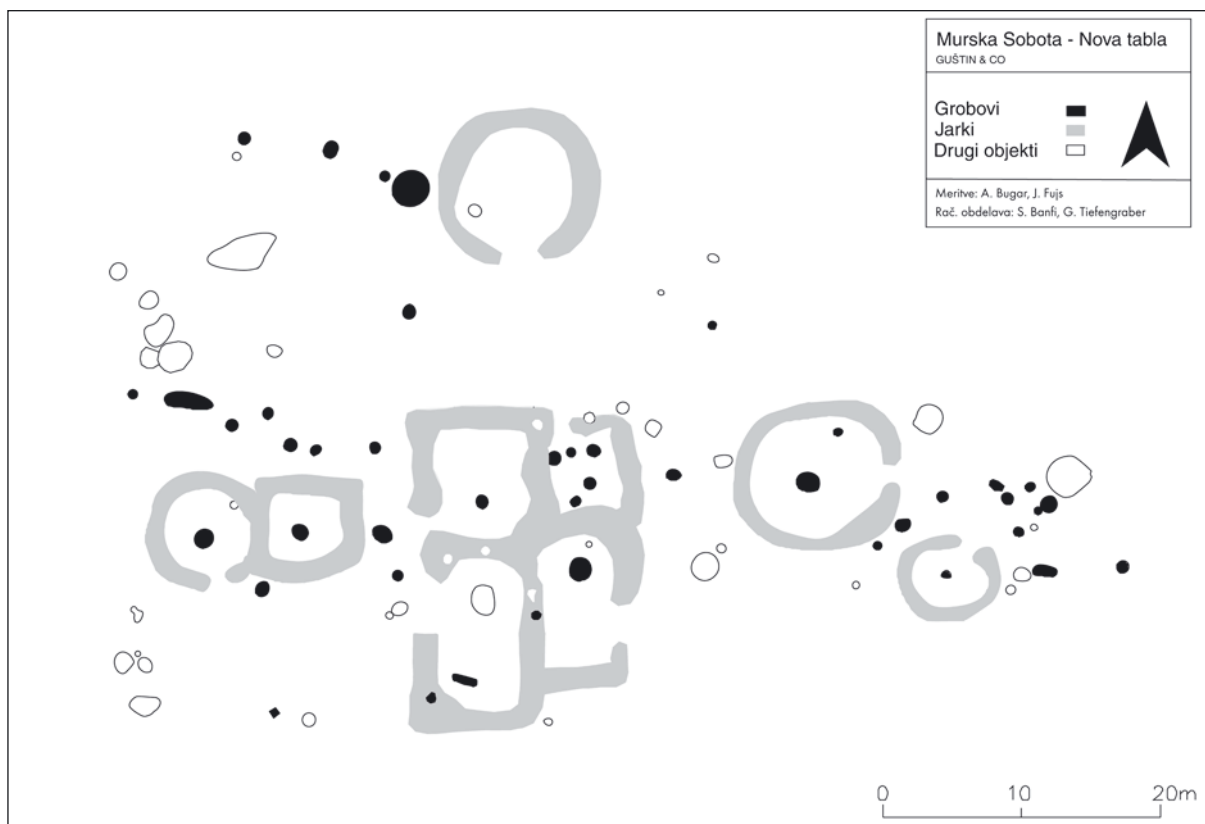 Murska Sobota - Nova tabla
GUŠTIN & CO
Grobovi
Jarki
Drugi objekti
Meritve: A. Bugar, J. Fujs
Rač. obdelava: S. Banfi, G. Tiefengraber
0 10 20m